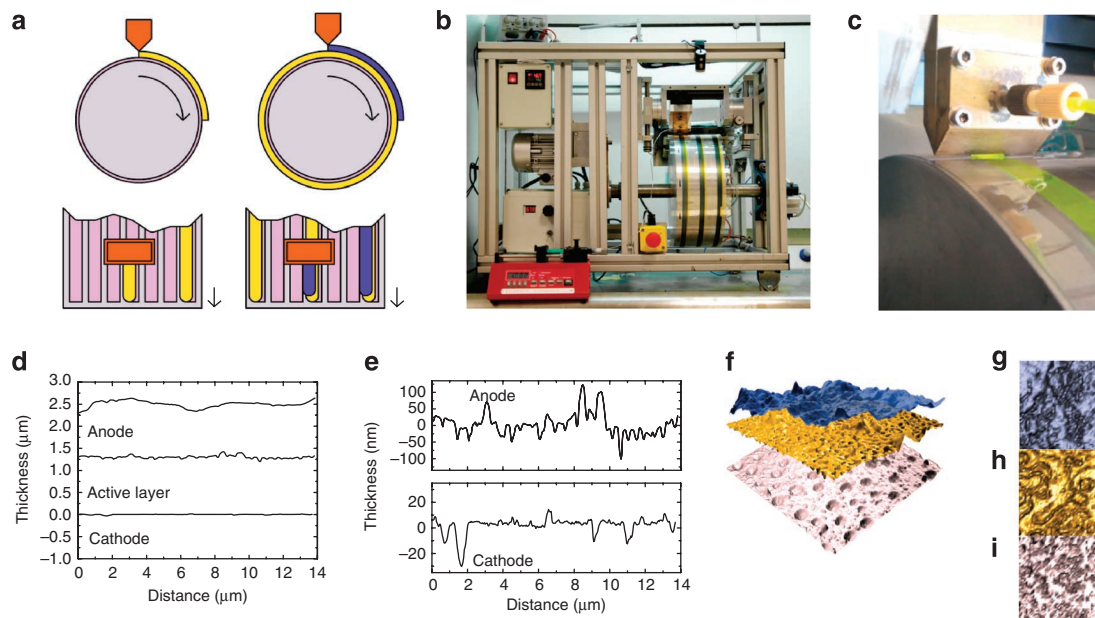 a
b
c
d
3.0
2.5
2.0
1.5
1.0
0.5
0.0
−0.5
−1.0
Thickness (μm)
Anode
Active layer
Cathode
0 2 4 6 8 10 12 14
Distance (μm)
e
100
50
0
−50
−100
Anode
Thickness (nm)
20
0
−20
Cathode
0 2 4 6 8 10 12 14
Distance (μm)
f
g
h
i